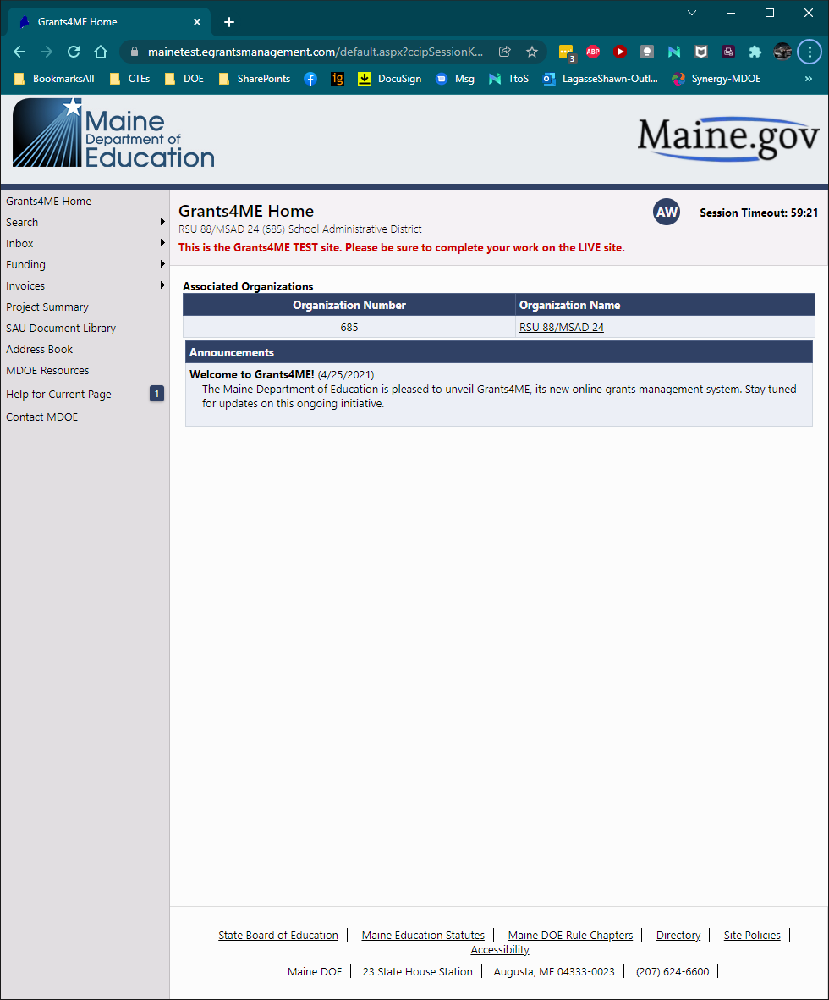 Grants4ME Home
mainetest.egrantsmanagement.com/default.aspx?ccipSessionK...
3
ABP
BookmarksAll CTEs DOE SharePoints ig DocuSign Msg TtoS LagasseShawn-Outl... Synergy-MDOE »
Maine
Department of
Education
Maine.gov
Grants4ME Home
Search
Inbox
Funding
Invoices
Project Summary
SAU Document Library
Address Book
MDOE Resources
Help for Current Page 1
Contact MDOE
Grants4ME Home
AW Session Timeout: 59:21
RSU 88/MSAD 24 (685) School Administrative District
This is the Grants4ME TEST site. Please be sure to complete your work on the LIVE site.
Associated Organizations
Organization Number Organization Name
685 RSU 88/MSAD 24
Announcements
Welcome to Grants4ME! (4/25/2021)
The Maine Department of Education is pleased to unveil Grants4ME, its new online grants management system. Stay tuned
for updates on this ongoing initiative.
State Board of Education | Maine Education Statutes | Maine DOE Rule Chapters | Directory | Site Policies |
Accessibility
Maine DOE | 23 State House Station | Augusta, ME 04333-0023 | (207) 624-6600 |